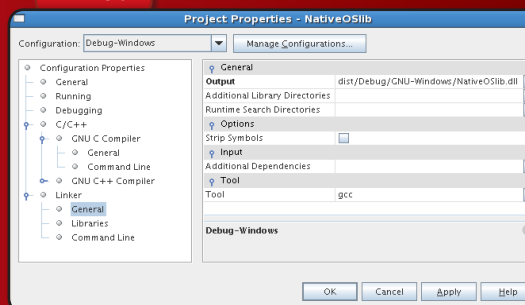 Project Properties - NativeOSlib
Configuration: Debug-Windows Manage Configurations...
Configuration Properties
General
Running
Debugging
C/C++
GNU C Compiler
General
Command Line
GNU C++ Compiler
Linker
General
Libraries
Command Line
General
Output dist/Debug/GNU-Windows/NativeOSlib.dll
Additional Library Directories
Runtime Search Directories
Options
Strip Symbols
Input
Additional Dependencies
Tool
Tool gcc
Debug-Windows
OK Cancel Apply Help